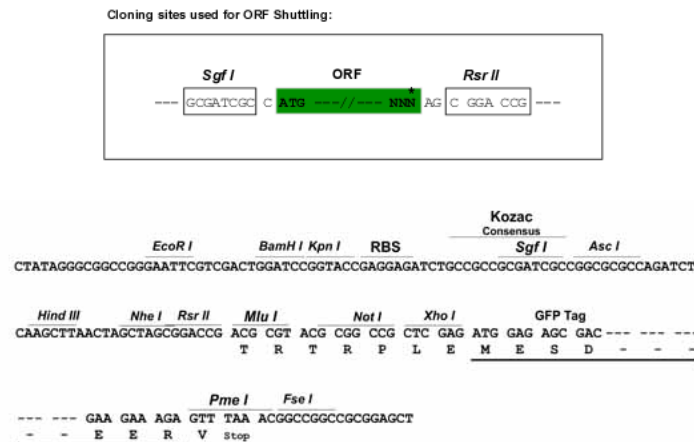 Cloning sites used for ORF Shuttling:
Sgf I ORF Rsr II
--- GCGATCGC C ATG ---//--- NNN* AG C GGA CCG ---
Kozac
Consensus
EcoR I BamH I Kpn I RBS Sgf I Asc I
CTATAGGGCGGCCGGGAATTCGTCGACTGGATCCGGTACCGAGGAGATCTGCCGCCGCGATCGCCGGCGCGCCAGATCT
Hind III Nhe I Rsr II Mlu I Not I Xho I GFP Tag
CAAGCTTAACTAGCTAGCGGACCG ACG CGT ACG CGG CCG CTC GAG ATG GAG AGC GAC --- --- ---
T R T R P L E M E S D - - -
Pme I Fse I
--- --- GAA GAA AGA GTT TAA ACGGCCGGCCGCGGAGCT
- - E E R V Stop